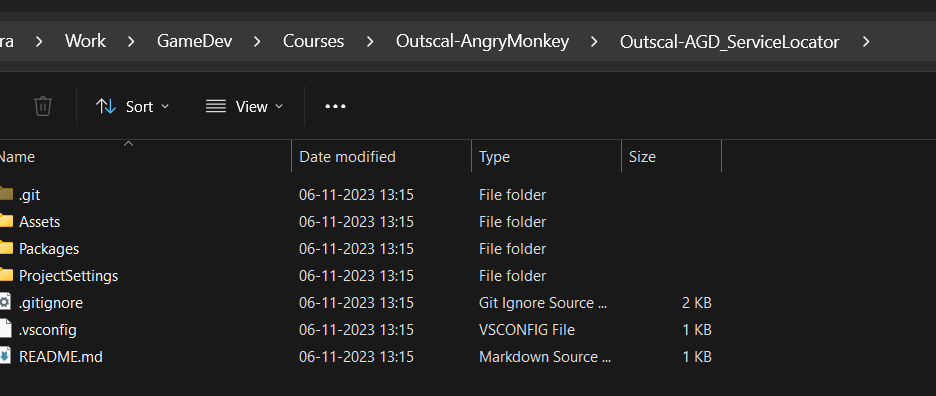 ra > Work > GameDev > Courses > Outscal-AngryMonkey > Outscal-AGD_ServiceLocator >
Sort View ...
Name Date modified Type Size
.git 06-11-2023 13:15 File folder
Assets 06-11-2023 13:15 File folder
Packages 06-11-2023 13:15 File folder
ProjectSettings 06-11-2023 13:15 File folder
.gitignore 06-11-2023 13:15 Git Ignore Source ... 2 KB
.vsconfig 06-11-2023 13:15 VSCONFIG File 1 KB
README.md 06-11-2023 13:15 Markdown Source ... 1 KB